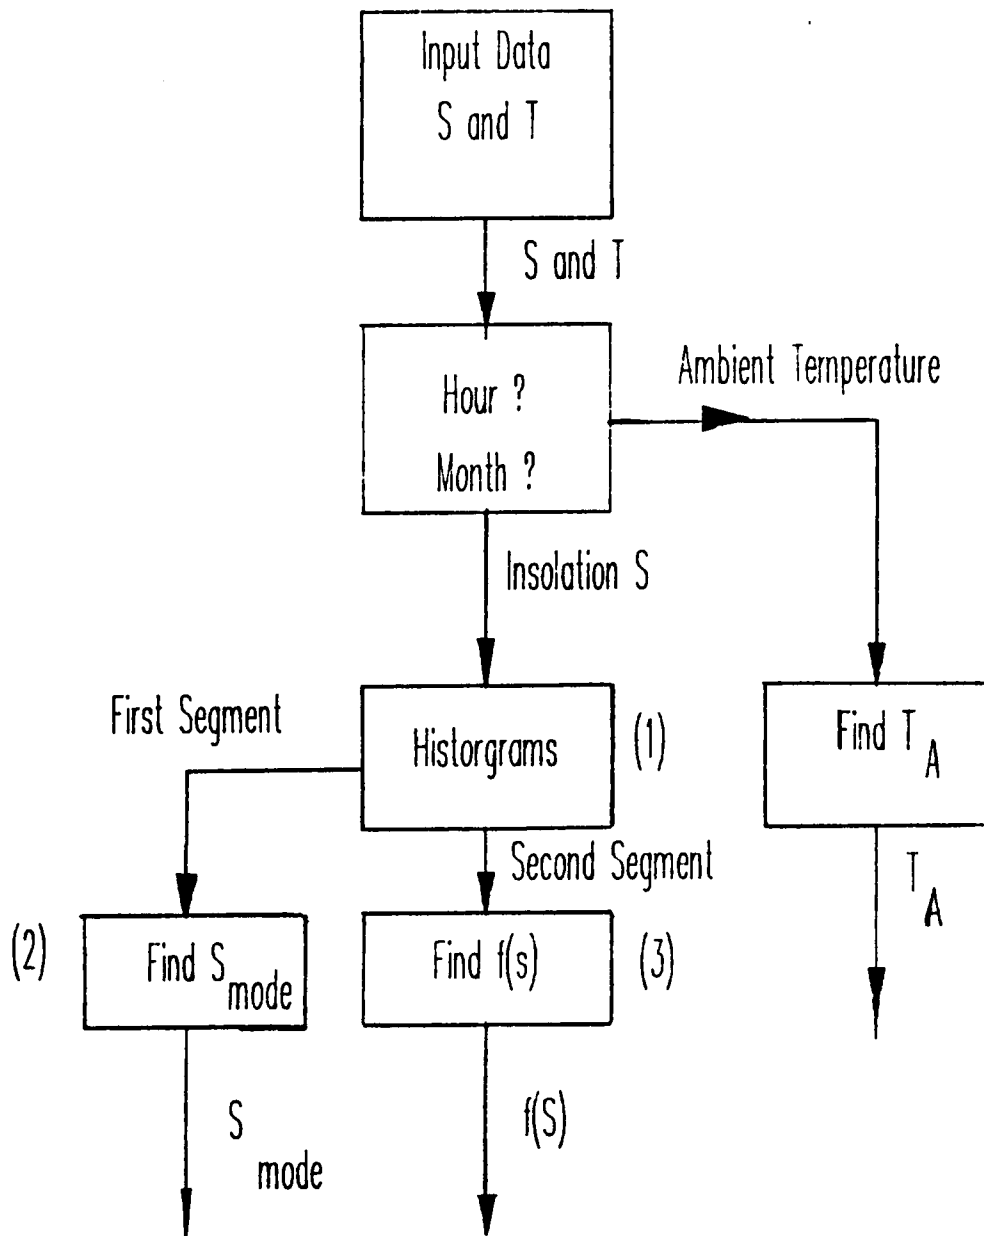 Input Data
S and T
S and T
Hour ?
Month ?
Ambient Temperature
Insolation S
First Segment
Historgrams
(1)
Find T
A
Second Segment
T
A
(2)
Find S
mode
Find f(s)
(3)
S
mode
f(S)